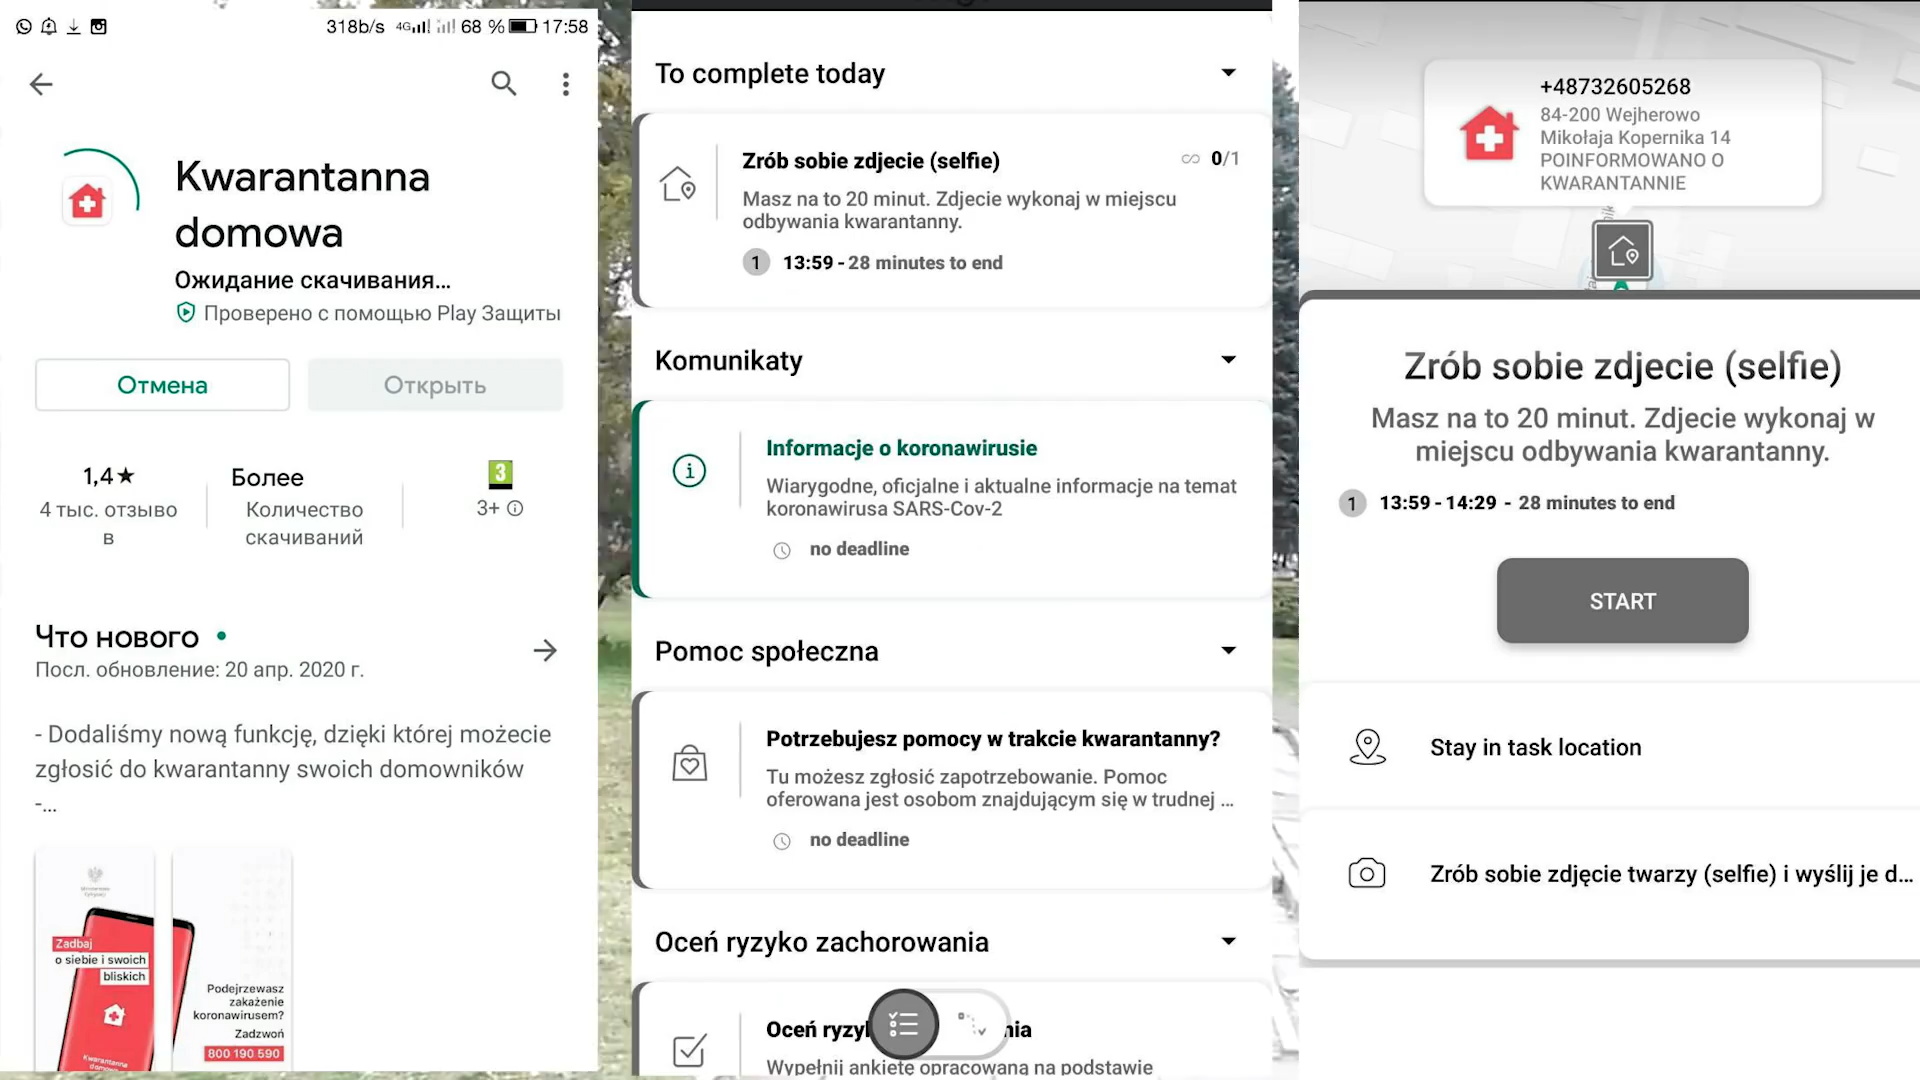 318b/s 4G 68 % 17:58
Kwarantanna
domowa
Ожидание скачивания...
Проверено с помощью Play Защиты
Отмена
Открыть
1,4★
4 тыс. отзыво
в
Более
Количество
скачиваний
3
3+
Что нового
Посл. обновление: 20 апр. 2020 г.
- Dodaliśmy nową funkcję, dzięki której możecie
zgłosić do kwarantanny swoich domowników
-...
Zadbaj
o siebie i swoich
bliskich
Kwarantanna
Podejrzewasz
zakażenie
koronawirusem?
Zadzwoń
800 190 590
To complete today
Zrób sobie zdjecie (selfie)
0/1
Masz na to 20 minut. Zdjecie wykonaj w miejscu
odbywania kwarantanny.
1 13:59 - 28 minutes to end
Komunikaty
Informacje o koronawirusie
Wiarygodne, oficjalne i aktualne informacje na temat
koronawirusa SARS-Cov-2
no deadline
Pomoc społeczna
Potrzebujesz pomocy w trakcie kwarantanny?
Tu możesz zgłosić zapotrzebowanie. Pomoc
oferowana jest osobom znajdującym się w trudnej ...
no deadline
Oceń ryzyko zachorowania
Oceń
Wypełnij ankietę opracowaną na podstawie
+48732605268
84-200 Wejherowo
Mikołaja Kopernika 14
POINFORMOWANO O
KWARANTANNIE
Zrób sobie zdjecie (selfie)
Masz na to 20 minut. Zdjecie wykonaj w
miejscu odbywania kwarantanny.
1 13:59 - 14:29 - 28 minutes to end
START
Stay in task location
Zrób sobie zdjęcie twarzy (selfie) i wyślij je d...